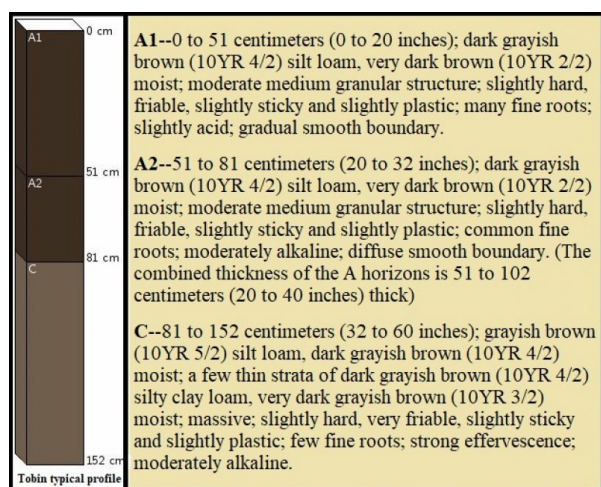 A1
0 cm
51 cm
A2
81 cm
C
152 cm
Tobin typical profile
A1--0 to 51 centimeters (0 to 20 inches); dark grayish
brown (10YR 4/2) silt loam, very dark brown (10YR 2/2)
moist; moderate medium granular structure; slightly hard,
friable, slightly sticky and slightly plastic; many fine roots;
slightly acid; gradual smooth boundary.
A2--51 to 81 centimeters (20 to 32 inches); dark grayish
brown (10YR 4/2) silt loam, very dark brown (10YR 2/2)
moist; moderate medium granular structure; slightly hard,
friable, slightly sticky and slightly plastic; common fine
roots; moderately alkaline; diffuse smooth boundary. (The
combined thickness of the A horizons is 51 to 102
centimeters (20 to 40 inches) thick)
C--81 to 152 centimeters (32 to 60 inches); grayish brown
(10YR 5/2) silt loam, dark grayish brown (10YR 4/2)
moist; a few thin strata of dark grayish brown (10YR 4/2)
silty clay loam, very dark grayish brown (10YR 3/2)
moist; massive; slightly hard, very friable, slightly sticky
and slightly plastic; few fine roots; strong effervescence;
moderately alkaline.